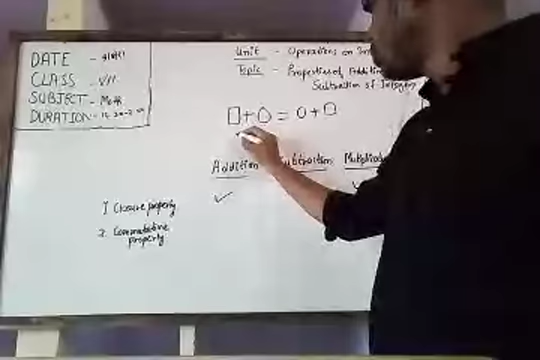 DATE -
CLASS - VII
SUBJECT - Math
DURATION -
Unit - Operations on
Topic - Properties of Addition
Subtraction of Integers
□ + ○ = ○ + □
Addition Subtraction
✓
1 Closure property
2. Commutative
property